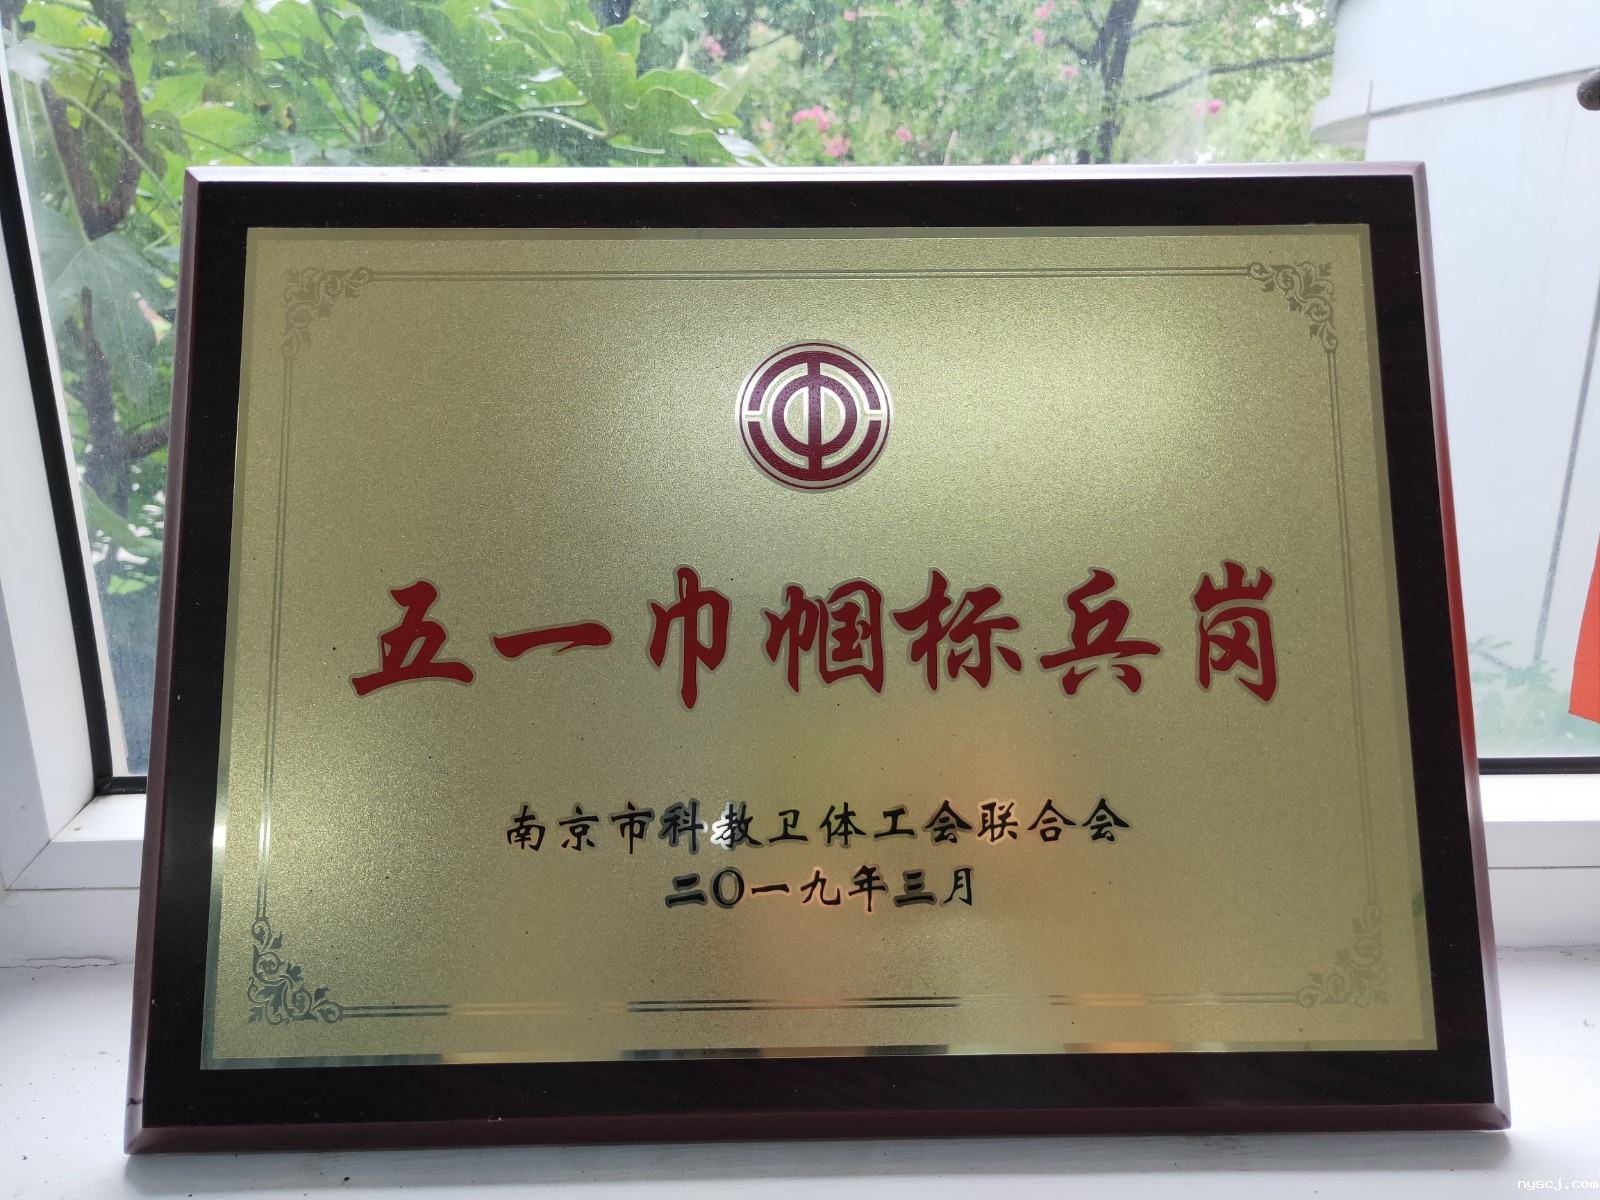 五一巾帼标兵岗
南京市科教卫体工会联合会
二〇一九年三月
nyscj.com